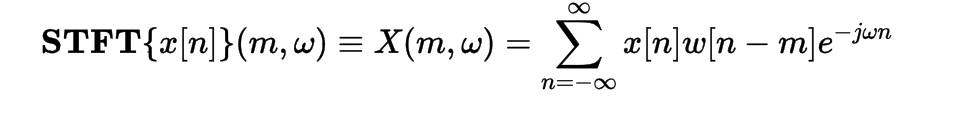 STFT{x[n]}(m, ω) ≡ X(m, ω) = ∑_{n=−∞}^{∞} x[n]w[n − m]e^{−jωn}